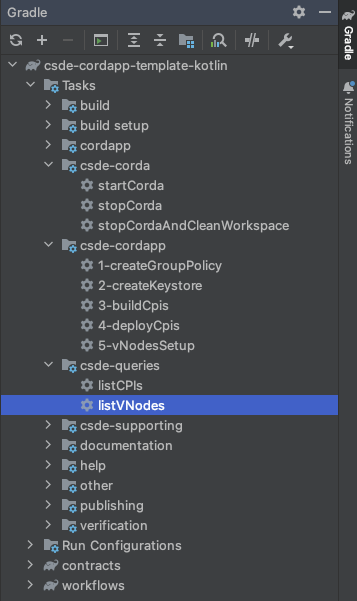 Gradle
csde-cordapp-template-kotlin
Tasks
build
build setup
cordapp
csde-corda
startCorda
stopCorda
stopCordaAndCleanWorkspace
csde-cordapp
1-createGroupPolicy
2-createKeystore
3-buildCpis
4-deployCpis
5-vNodesSetup
csde-queries
listCPIs
listVNodes
csde-supporting
documentation
help
other
publishing
verification
Run Configurations
contracts
workflows
Gradle
Notifications